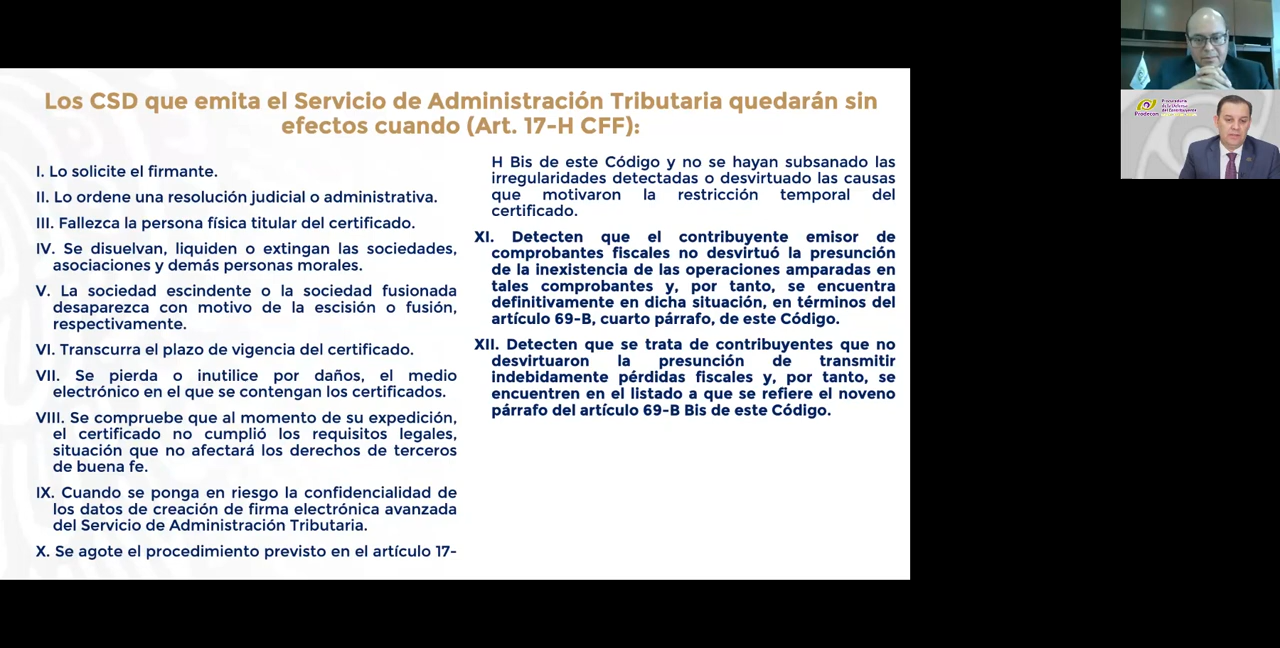 Los CSD que emita el Servicio de Administración Tributaria quedarán sin
efectos cuando (Art. 17-H CFF):
I. Lo solicite el firmante.
II. Lo ordene una resolución judicial o administrativa.
III. Fallezca la persona física titular del certificado.
IV. Se disuelvan, liquiden o extingan las sociedades,
asociaciones y demás personas morales.
V. La sociedad escindente o la sociedad fusionada
desaparezca con motivo de la escisión o fusión,
respectivamente.
VI. Transcurra el plazo de vigencia del certificado.
VII. Se pierda o inutilice por daños, el medio
electrónico en el que se contengan los certificados.
VIII. Se compruebe que al momento de su expedición,
el certificado no cumplió los requisitos legales,
situación que no afectará los derechos de terceros
de buena fe.
IX. Cuando se ponga en riesgo la confidencialidad de
los datos de creación de firma electrónica avanzada
del Servicio de Administración Tributaria.
X. Se agote el procedimiento previsto en el artículo 17-
H Bis de este Código y no se hayan subsanado las
irregularidades detectadas o desvirtuado las causas
que motivaron la restricción temporal del
certificado.
XI. Detecten que el contribuyente emisor de
comprobantes fiscales no desvirtuó la presunción
de la inexistencia de las operaciones amparadas en
tales comprobantes y, por tanto, se encuentra
definitivamente en dicha situación, en términos del
artículo 69-B, cuarto párrafo, de este Código.
XII. Detecten que se trata de contribuyentes que no
desvirtuaron la presunción de transmitir
indebidamente pérdidas fiscales y, por tanto, se
encuentren en el listado a que se refiere el noveno
párrafo del artículo 69-B Bis de este Código.
Prodecon